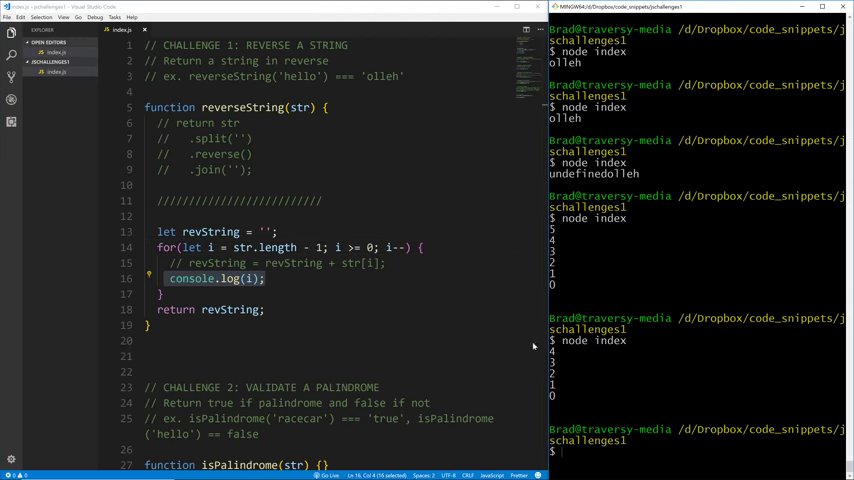 index.js - jschallenges1 - Visual Studio Code
File Edit Selection View Go Debug Tasks Help
EXPLORER
OPEN EDITORS
index.js
JSCHALLENGES1
index.js
index.js
1 // CHALLENGE 1: REVERSE A STRING
2 // Return a string in reverse
3 // ex. reverseString('hello') === 'olleh'
4
5 function reverseString(str) {
6 // return str
7 //   .split('')
8 //   .reverse()
9 //   .join('');
10
11 //////////////////////////
12
13 let revString = '';
14 for(let i = str.length - 1; i >= 0; i--) {
15 // revString = revString + str[i];
16 console.log(i);
17 }
18 return revString;
19 }
20
21
22
23 // CHALLENGE 2: VALIDATE A PALINDROME
24 // Return true if palindrome and false if not
25 // ex. isPalindrome('racecar') === 'true', isPalindrome
('hello') == false
26
27 function isPalindrome(str) {}
0 0
Go Live Ln 16, Col 4 (16 selected) Spaces: 2 UTF-8 CRLF JavaScript Prettier
MINGW64:/d/Dropbox/code_snippets/jschallenges1
Brad@traversy-media /d/Dropbox/code_snippets/j
schallenges1
$ node index
olleh
Brad@traversy-media /d/Dropbox/code_snippets/j
schallenges1
$ node index
olleh
Brad@traversy-media /d/Dropbox/code_snippets/j
schallenges1
$ node index
undefinedolleh
Brad@traversy-media /d/Dropbox/code_snippets/j
schallenges1
$ node index
5
4
3
2
1
0
Brad@traversy-media /d/Dropbox/code_snippets/j
schallenges1
$ node index
4
3
2
1
0
Brad@traversy-media /d/Dropbox/code_snippets/j
schallenges1
$